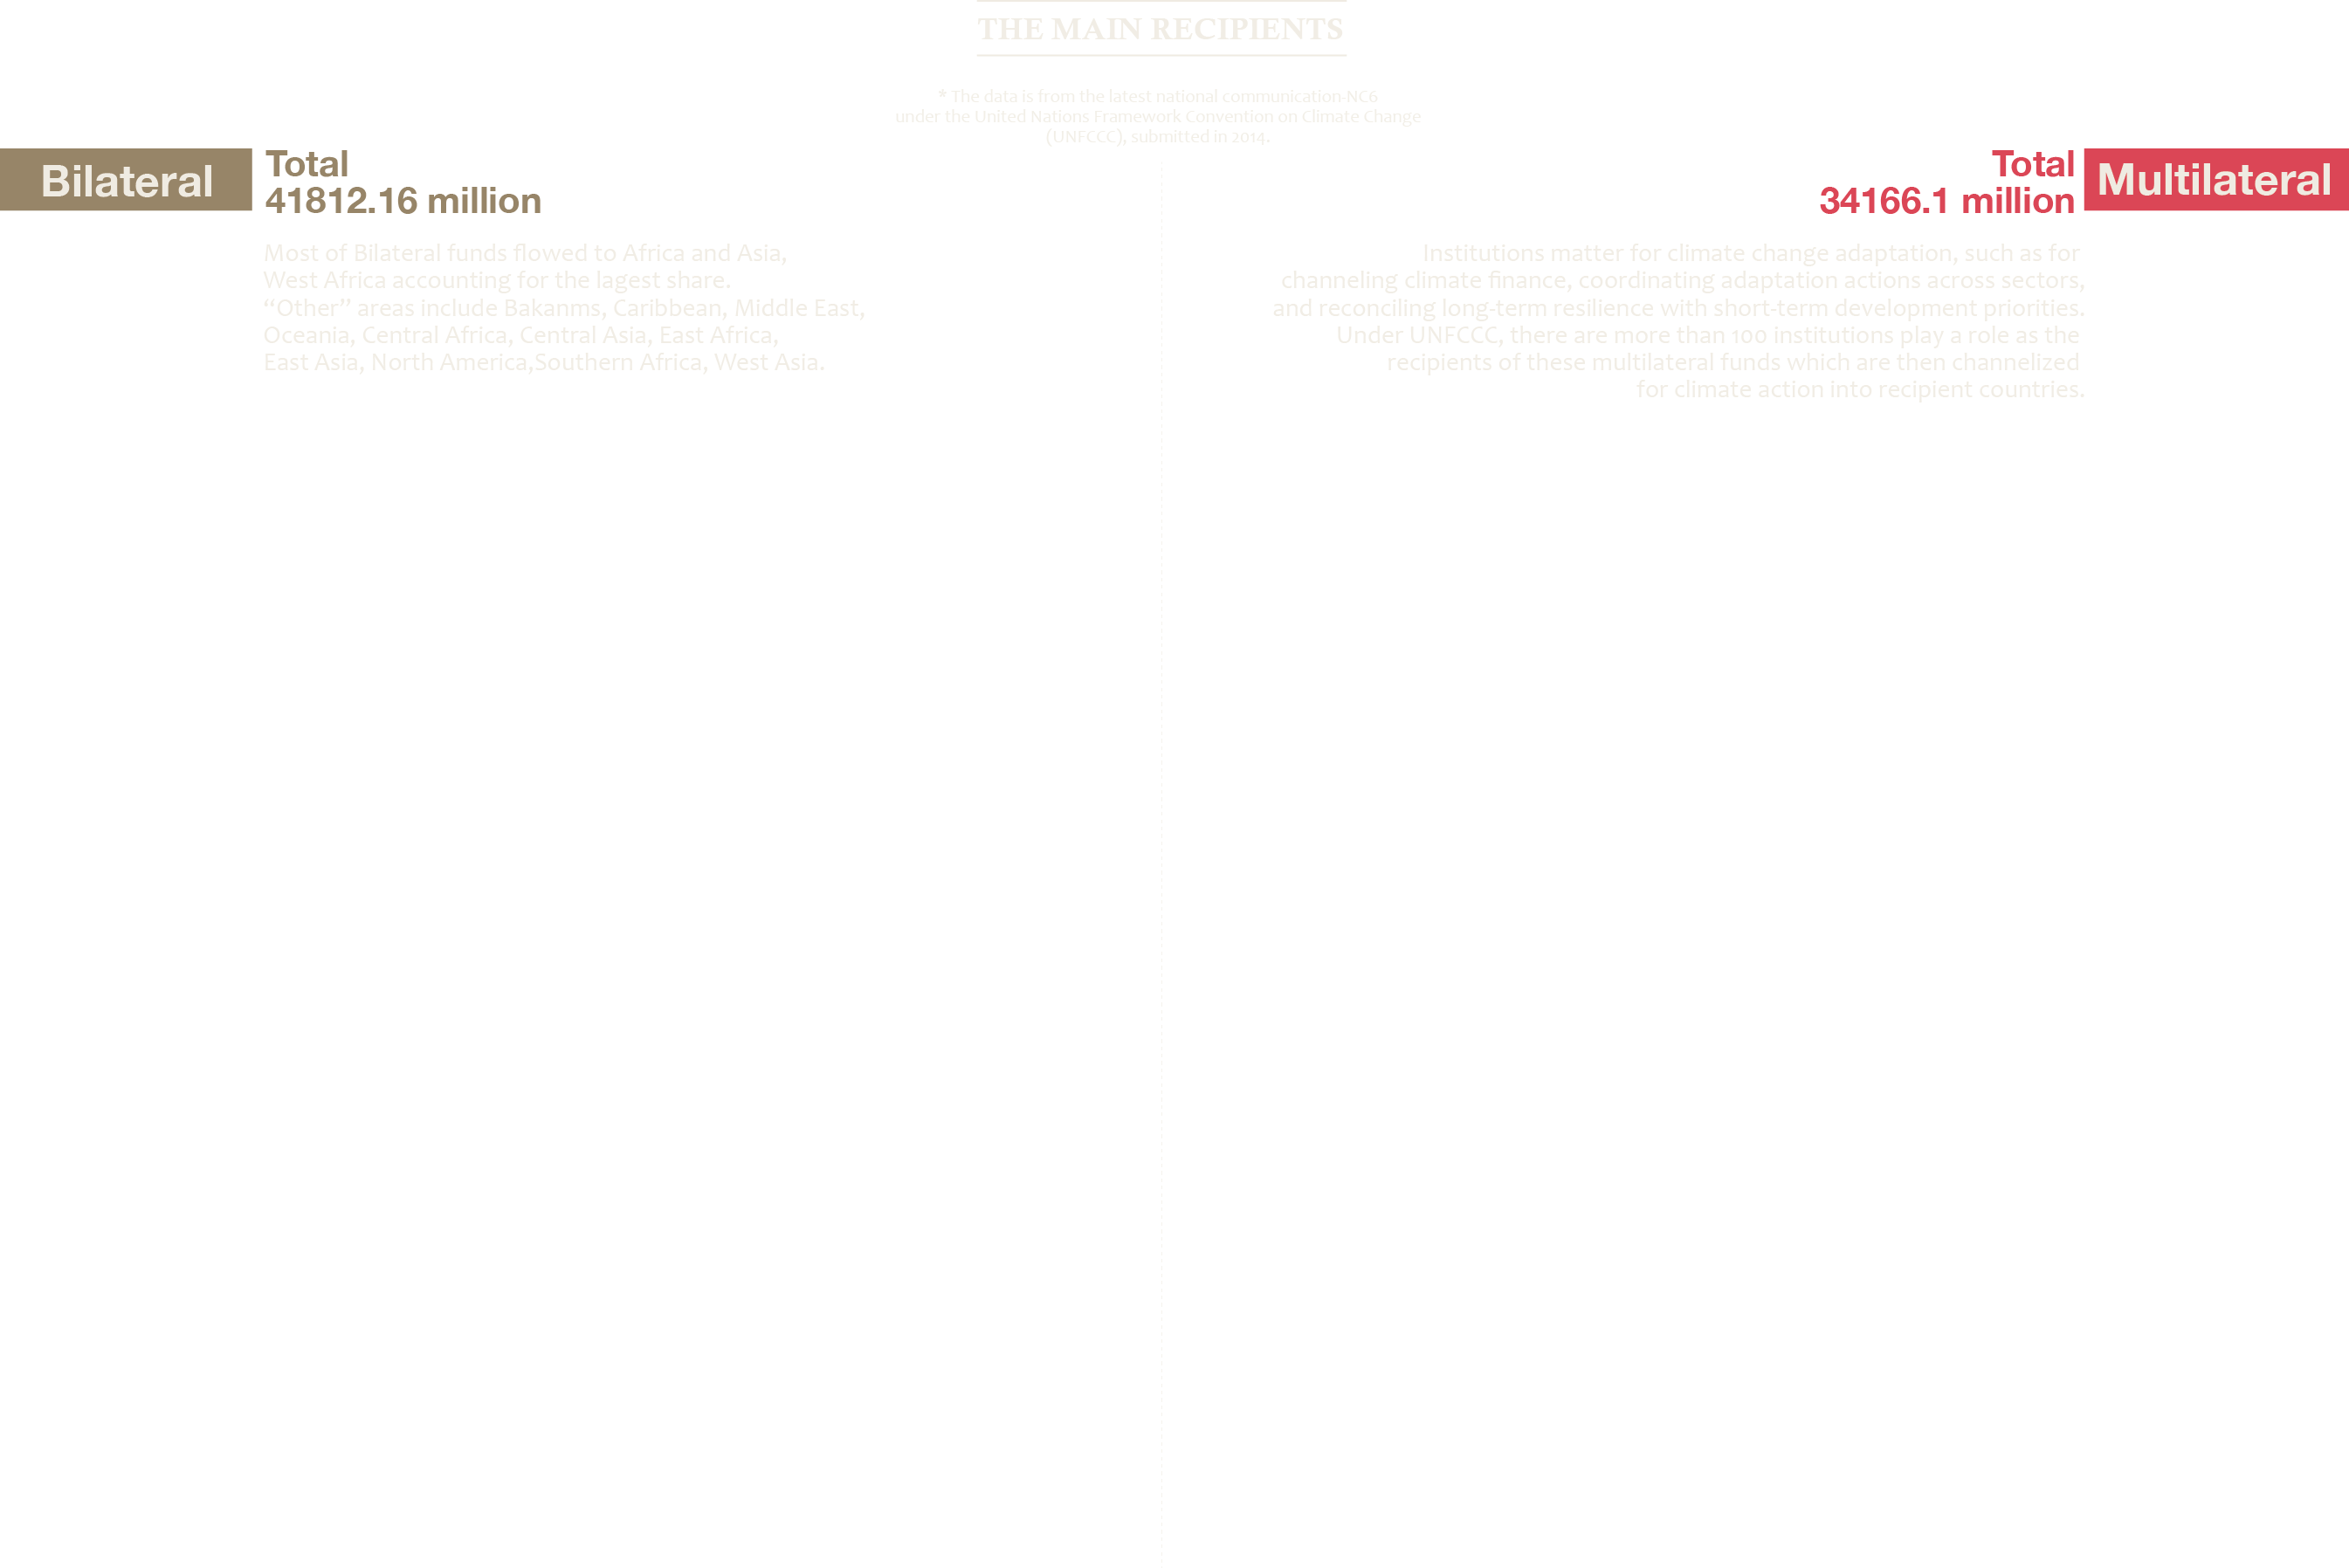 THE MAIN RECIPIENTS
* The data is from the latest national communication-NC6
under the United Nations Framework Convention on Climate Change
(UNFCCC), submitted in 2014.
Bilateral
Total
41812.16 million
Most of Bilateral funds flowed to Africa and Asia,
West Africa accounting for the lagest share.
“Other” areas include Bakanms, Caribbean, Middle East,
Oceania, Central Africa, Central Asia, East Africa,
East Asia, North America,Southern Africa, West Asia.
Total
34166.1 million
Multilateral
Institutions matter for climate change adaptation, such as for
channeling climate finance, coordinating adaptation actions across sectors,
and reconciling long-term resilience with short-term development priorities.
Under UNFCCC, there are more than 100 institutions play a role as the
recipients of these multilateral funds which are then channelized
for climate action into recipient countries.